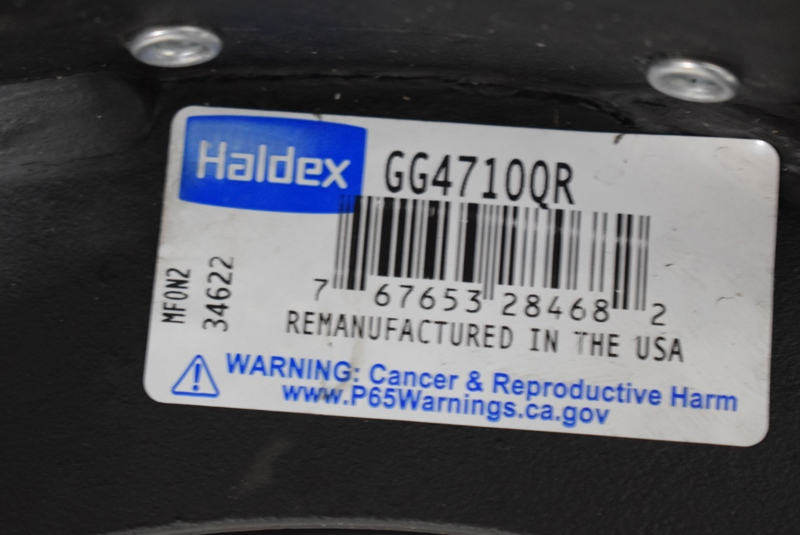 Haldex
GG4710QR
7 67653 28468 2
MFON2
34622
REMANUFACTURED IN THE USA
WARNING: Cancer & Reproductive Harm
www.P65Warnings.ca.gov